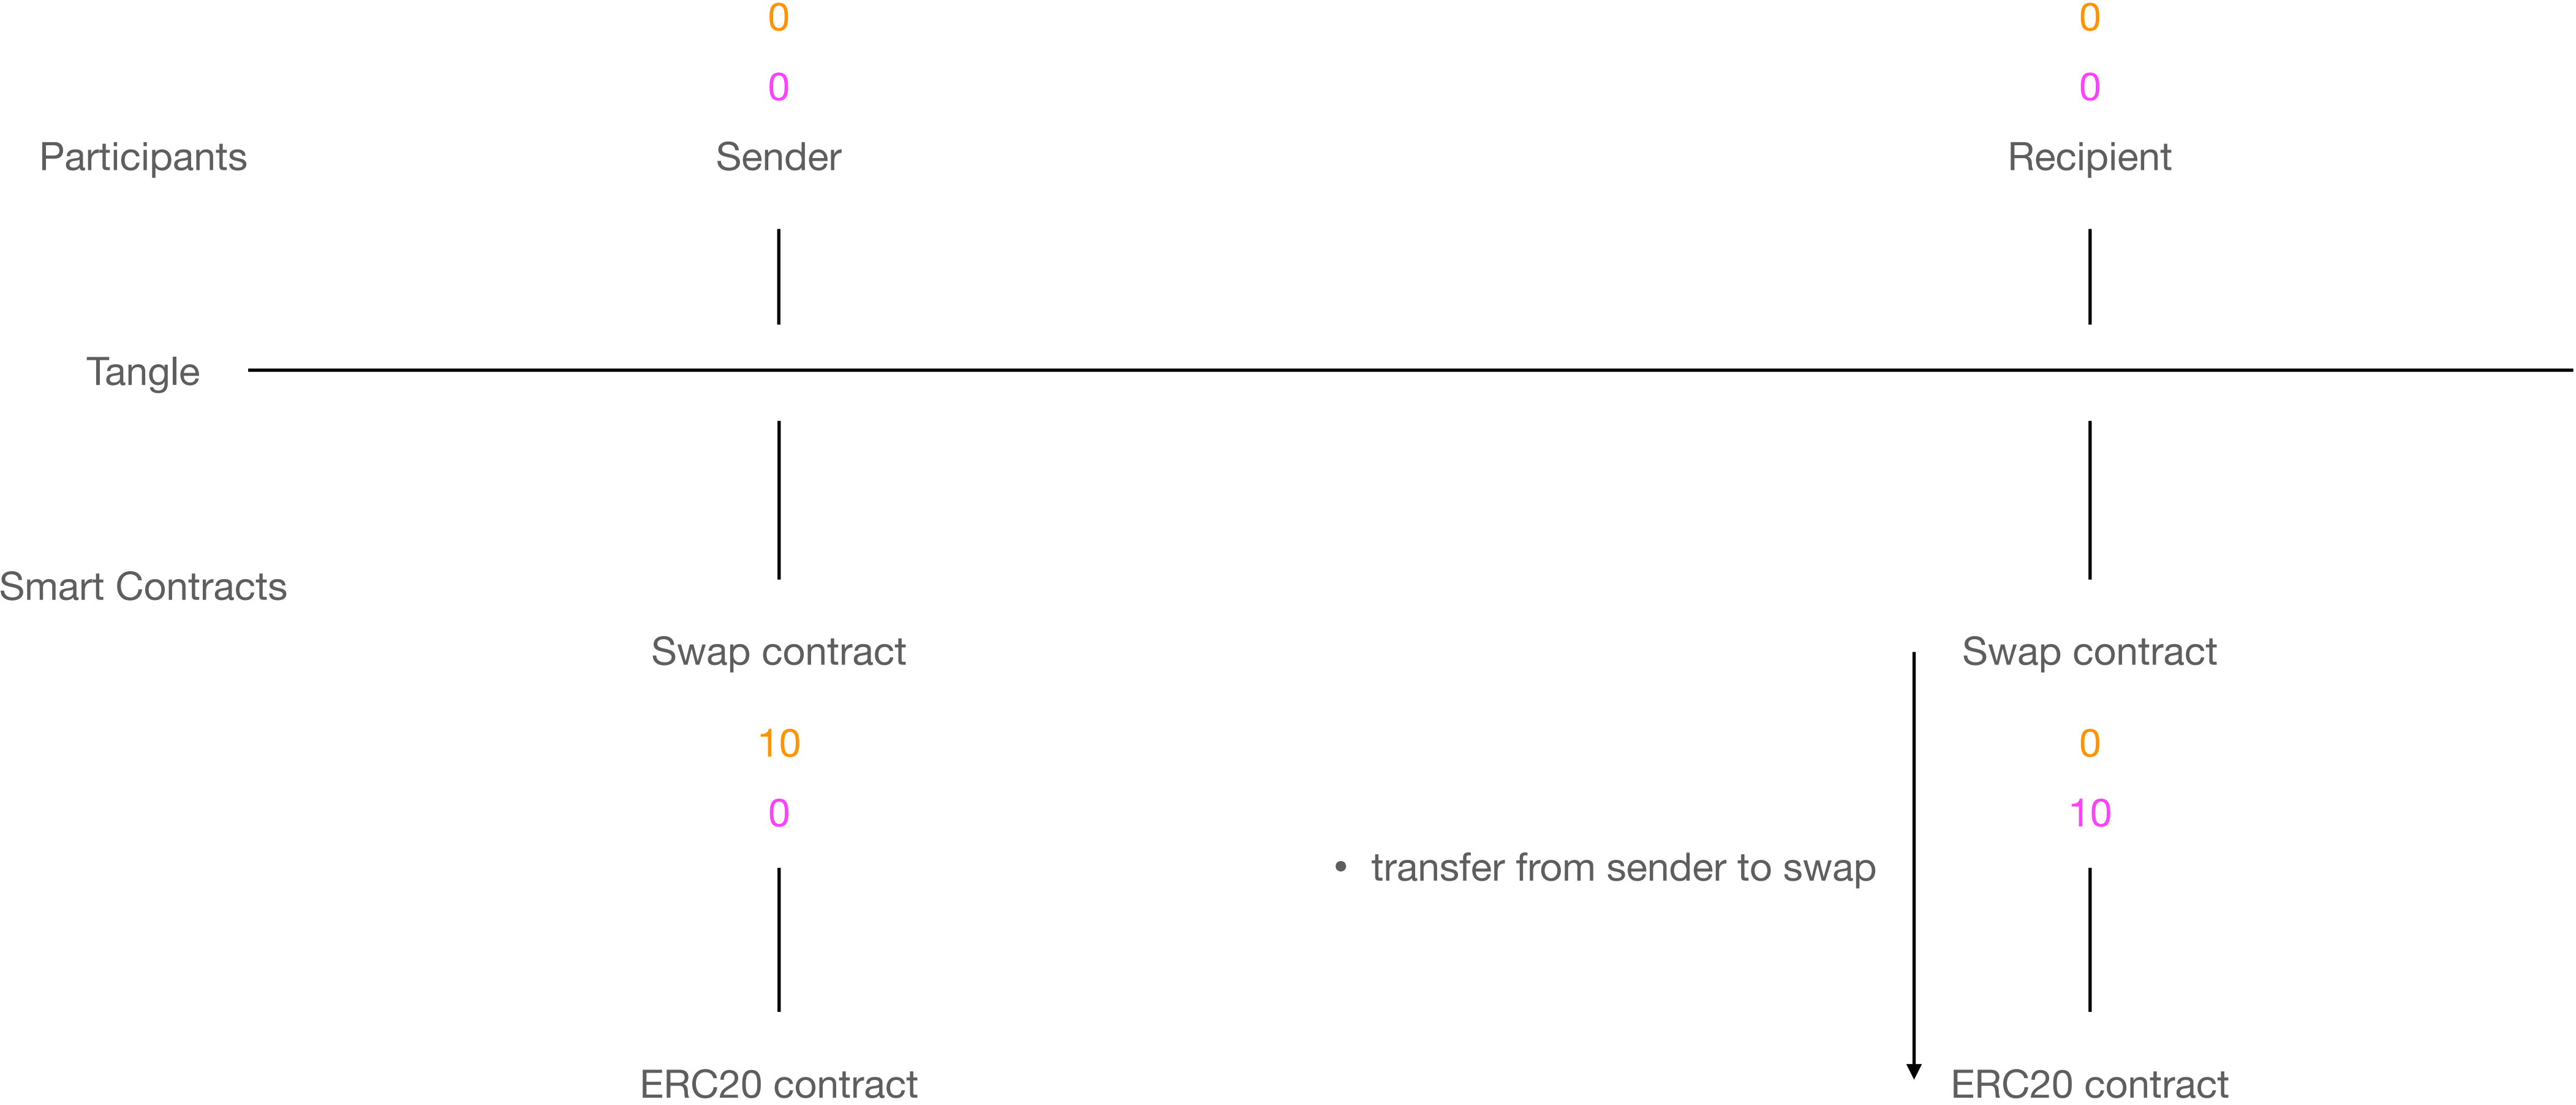 0 0
0 0
Participants Sender Recipient
Tangle
Smart Contracts
Swap contract Swap contract
10 0
0 10
• transfer from sender to swap
ERC20 contract ERC20 contract